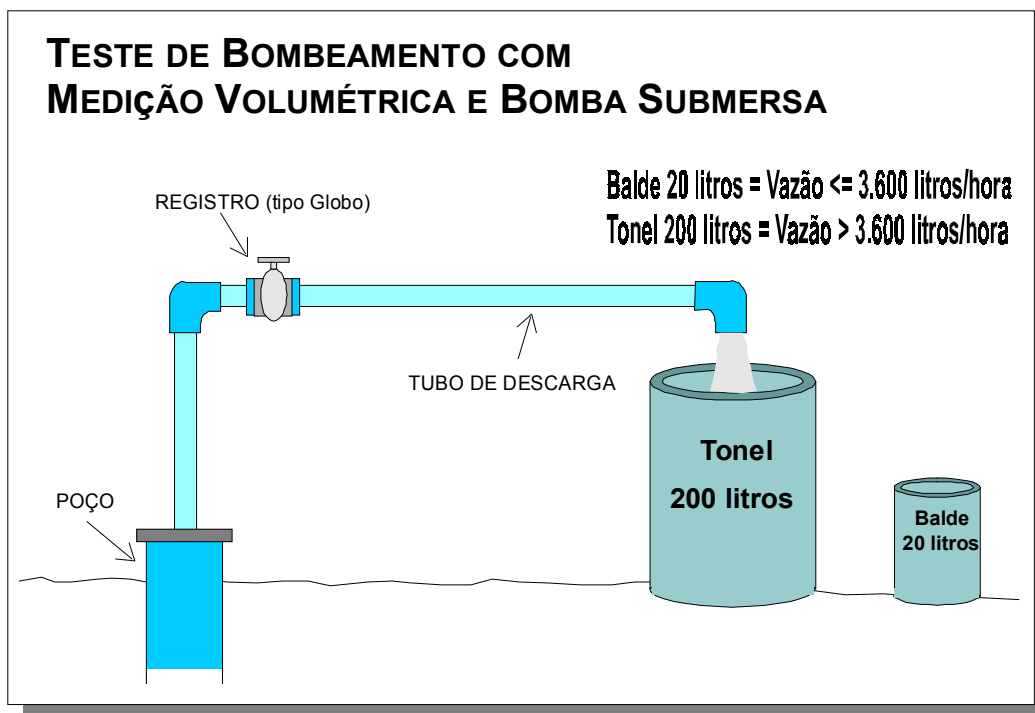 TESTE DE BOMBEAMENTO COM
MEDIÇÃO VOLUMÉTRICA E BOMBA SUBMERSA
Balde 20 litros = Vazão <= 3.600 litros/hora
Tonel 200 litros = Vazão > 3.600 litros/hora
REGISTRO (tipo Globo)
TUBO DE DESCARGA
POÇO
Tonel
200 litros
Balde
20 litros